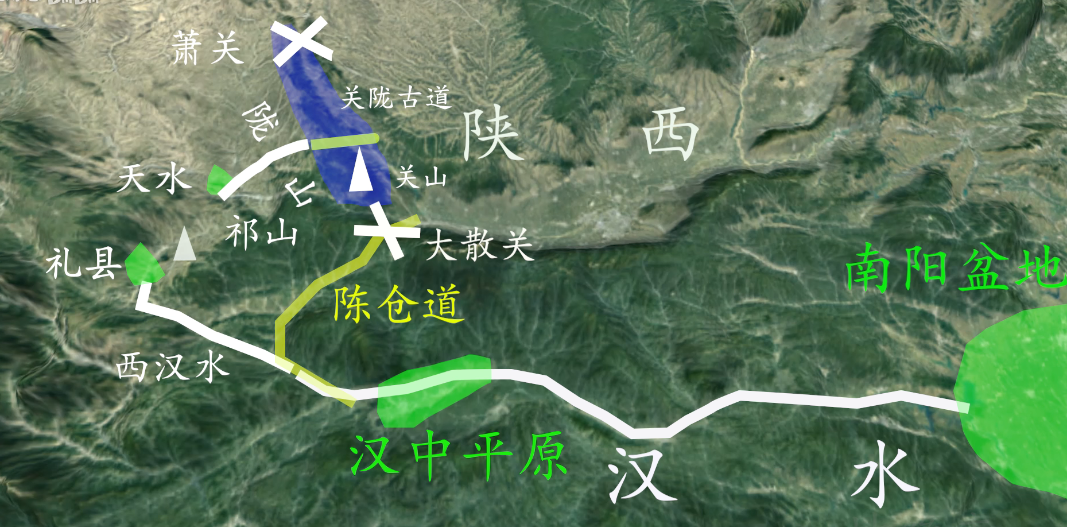 萧关
关陇古道
陇
陕西
天水
关山
山
祁山
大散关
礼县
南阳盆地
陈仓道
西汉水
汉中平原
汉水